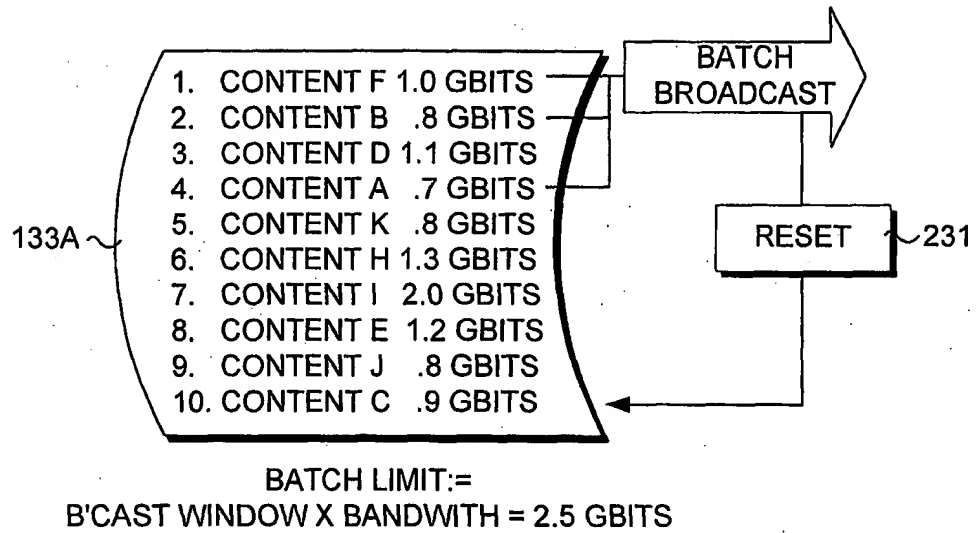 BATCH
BROADCAST
1. CONTENT F 1.0 GBITS
2. CONTENT B .8 GBITS
3. CONTENT D 1.1 GBITS
4. CONTENT A .7 GBITS
5. CONTENT K .8 GBITS
6. CONTENT H 1.3 GBITS
7. CONTENT I 2.0 GBITS
8. CONTENT E 1.2 GBITS
9. CONTENT J .8 GBITS
10. CONTENT C .9 GBITS
133A
RESET
231
BATCH LIMIT:=
B'CAST WINDOW X BANDWITH = 2.5 GBITS